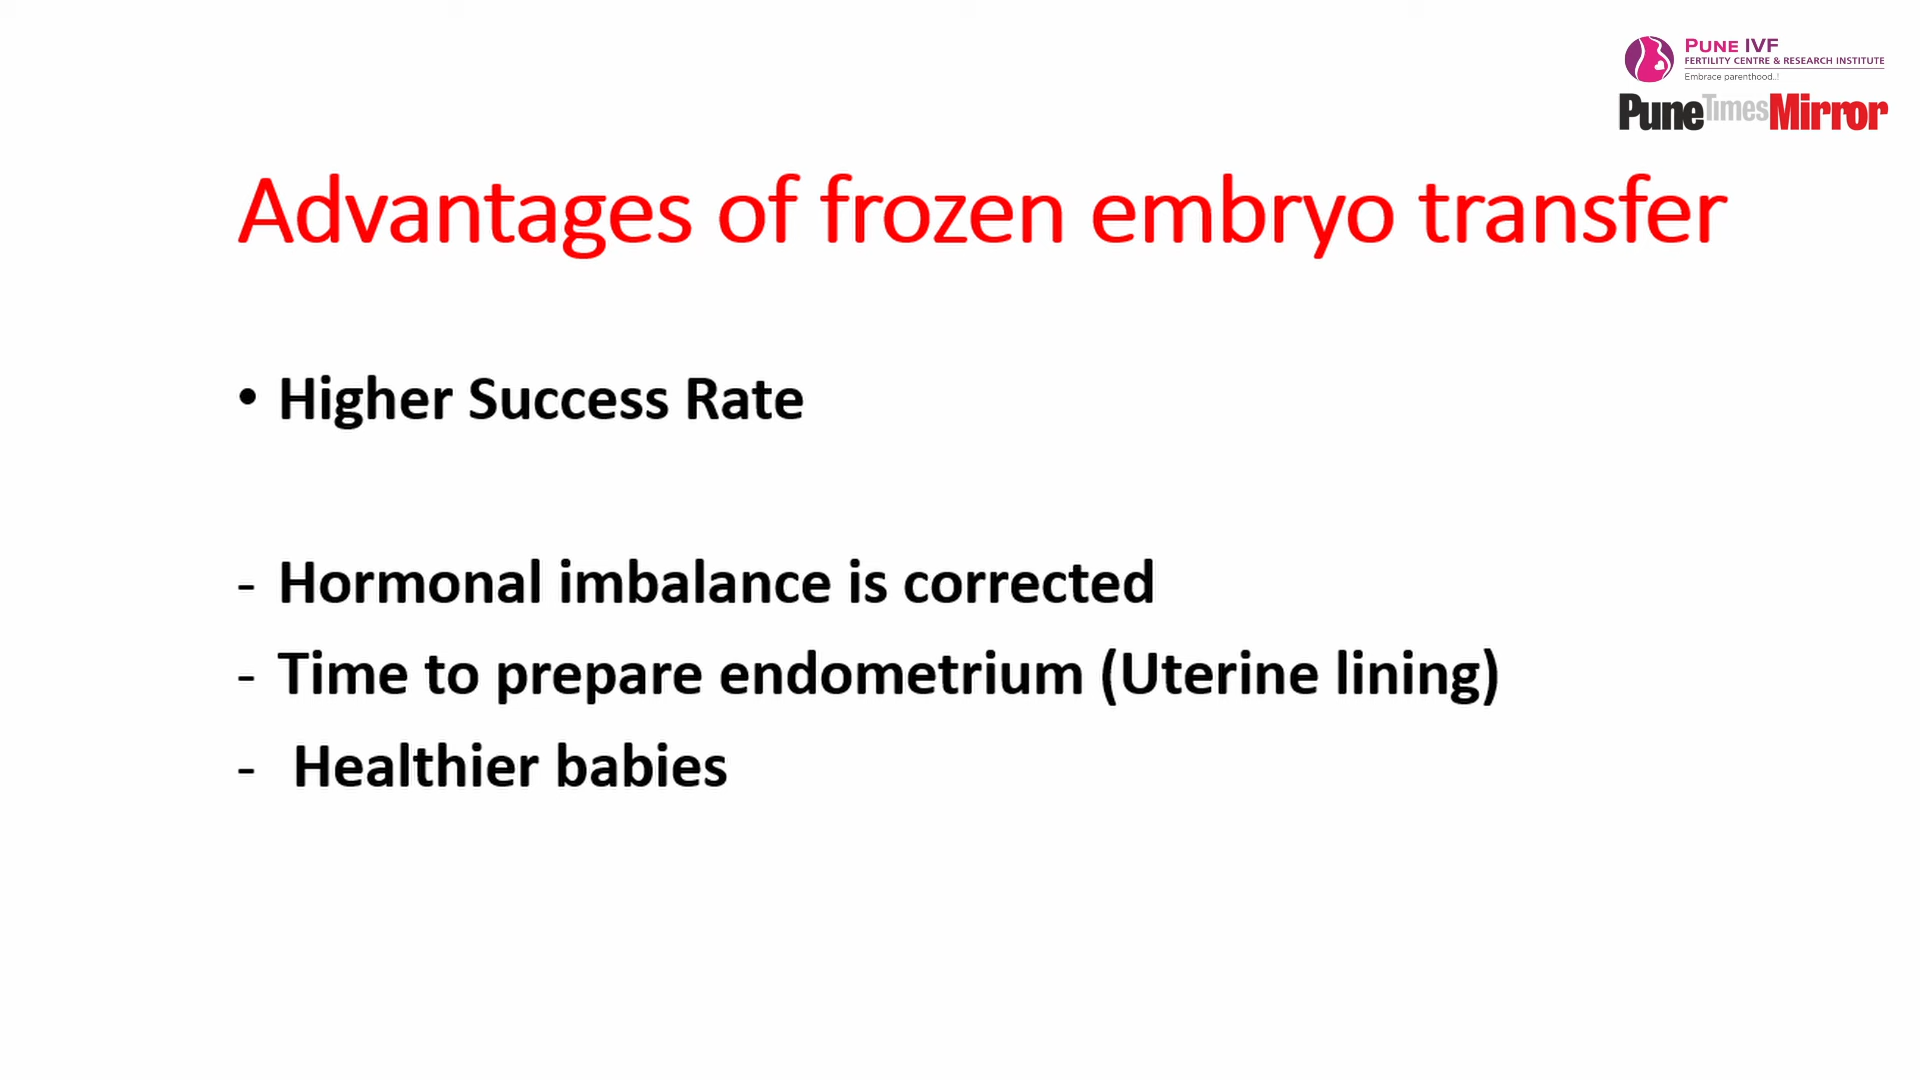 PUNE IVF
FERTILITY CENTRE & RESEARCH INSTITUTE
Embrace parenthood..!
PuneTimesMirror
Advantages of frozen embryo transfer
• Higher Success Rate
- Hormonal imbalance is corrected
- Time to prepare endometrium (Uterine lining)
- Healthier babies